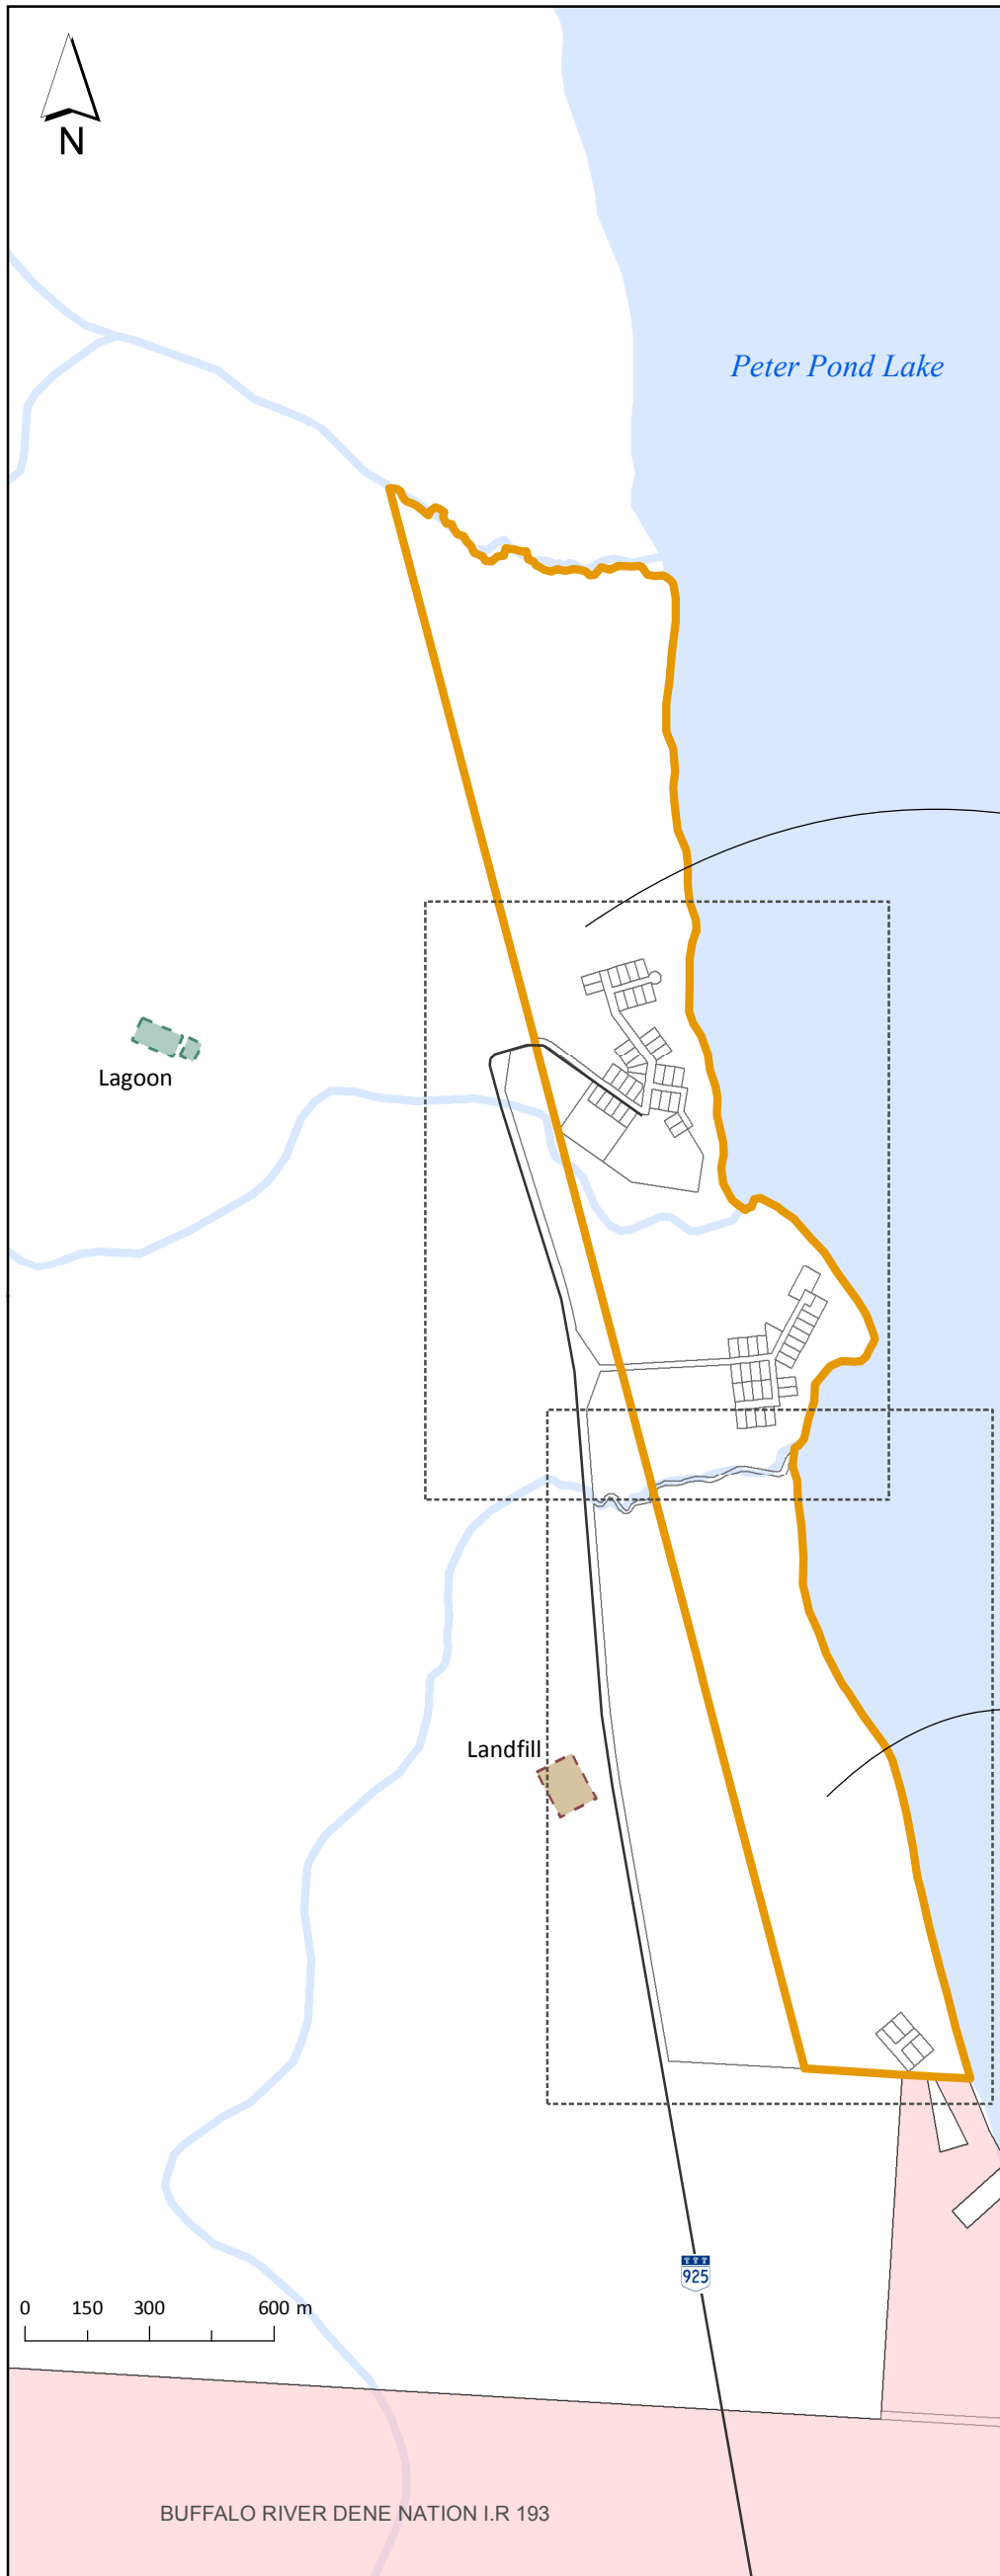 N
Peter Pond Lake
Lagoon
Landfill
925
0 150 300 600 m
BUFFALO RIVER DENE NATION I.R 193